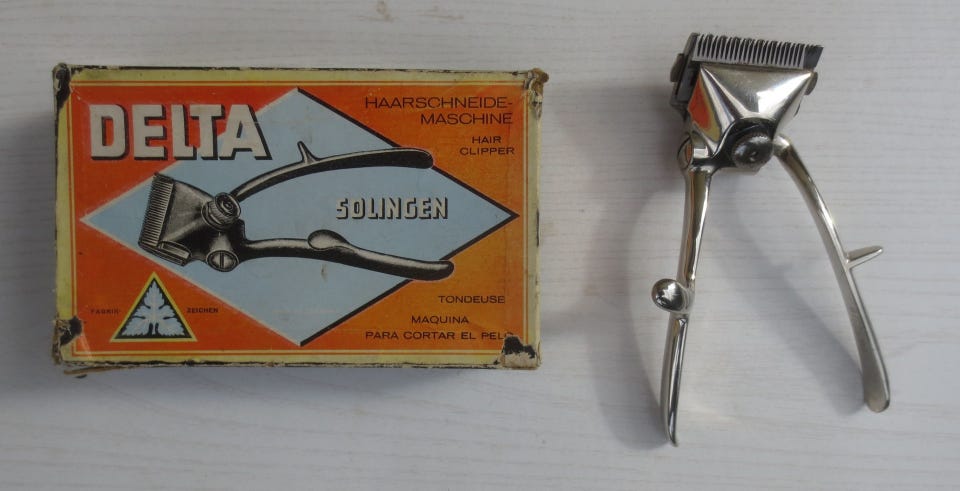 DELTA
HAARSCHNEIDE-
MASCHINE
HAIR
CLIPPER
SOLINGEN
FABRIK- ZEICHEN
TONDEUSE
MAQUINA
PARA CORTAR EL PELO